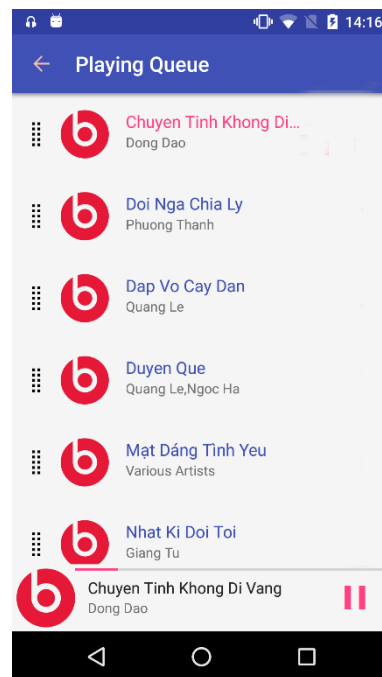 14:16
Playing Queue
Chuyen Tinh Khong Di...
Dong Dao
Doi Nga Chia Ly
Phuong Thanh
Dap Vo Cay Dan
Quang Le
Duyen Que
Quang Le,Ngoc Ha
Mạt Dáng Tình Yeu
Various Artists
Nhat Ki Doi Toi
Giang Tu
Chuyen Tinh Khong Di Vang
Dong Dao